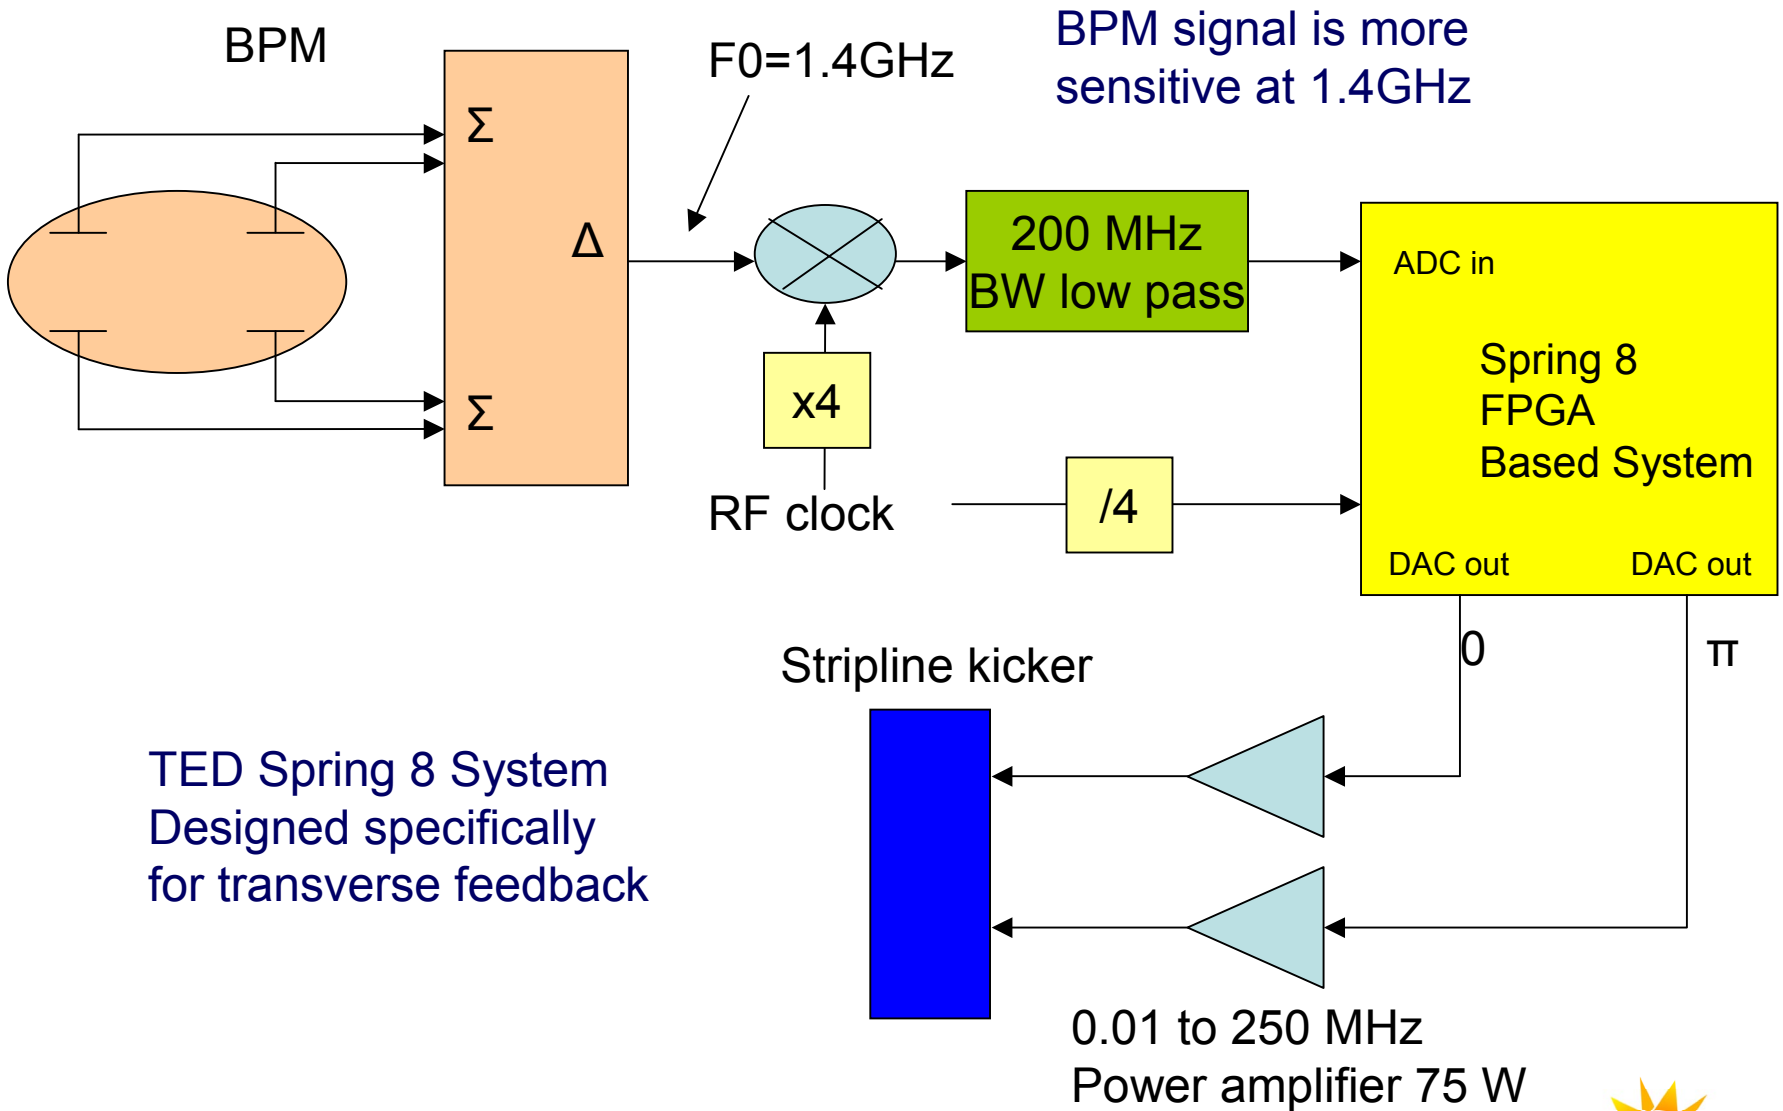 BPM
F0=1.4GHz
BPM signal is more
sensitive at 1.4GHz
Σ
Δ
Σ
200 MHz
BW low pass
ADC in
Spring 8
FPGA
Based System
x4
RF clock
/4
DAC out
DAC out
0
π
Stripline kicker
TED Spring 8 System
Designed specifically
for transverse feedback
0.01 to 250 MHz
Power amplifier 75 W